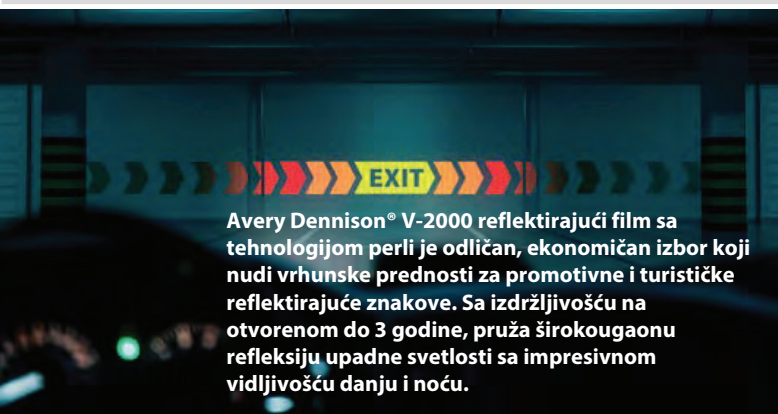 EXIT
Avery Dennison® V-2000 reflektirajući film sa
tehnologijom perli je odličan, ekonomičan izbor koji
nudi vrhunske prednosti za promotivne i turističke
reflektirajuće znakove. Sa izdržljivošću na
otvorenom do 3 godine, pruža širokougaonu
refleksiju upadne svetlosti sa impresivnom
vidljivošću danju i noću.